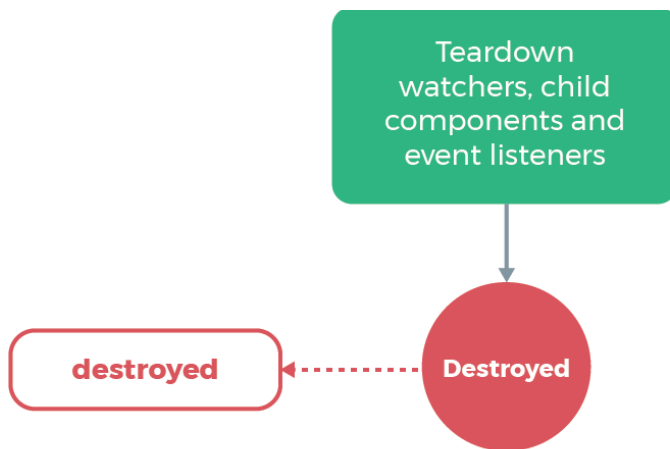 Teardown
watchers, child
components and
event listeners
destroyed
Destroyed